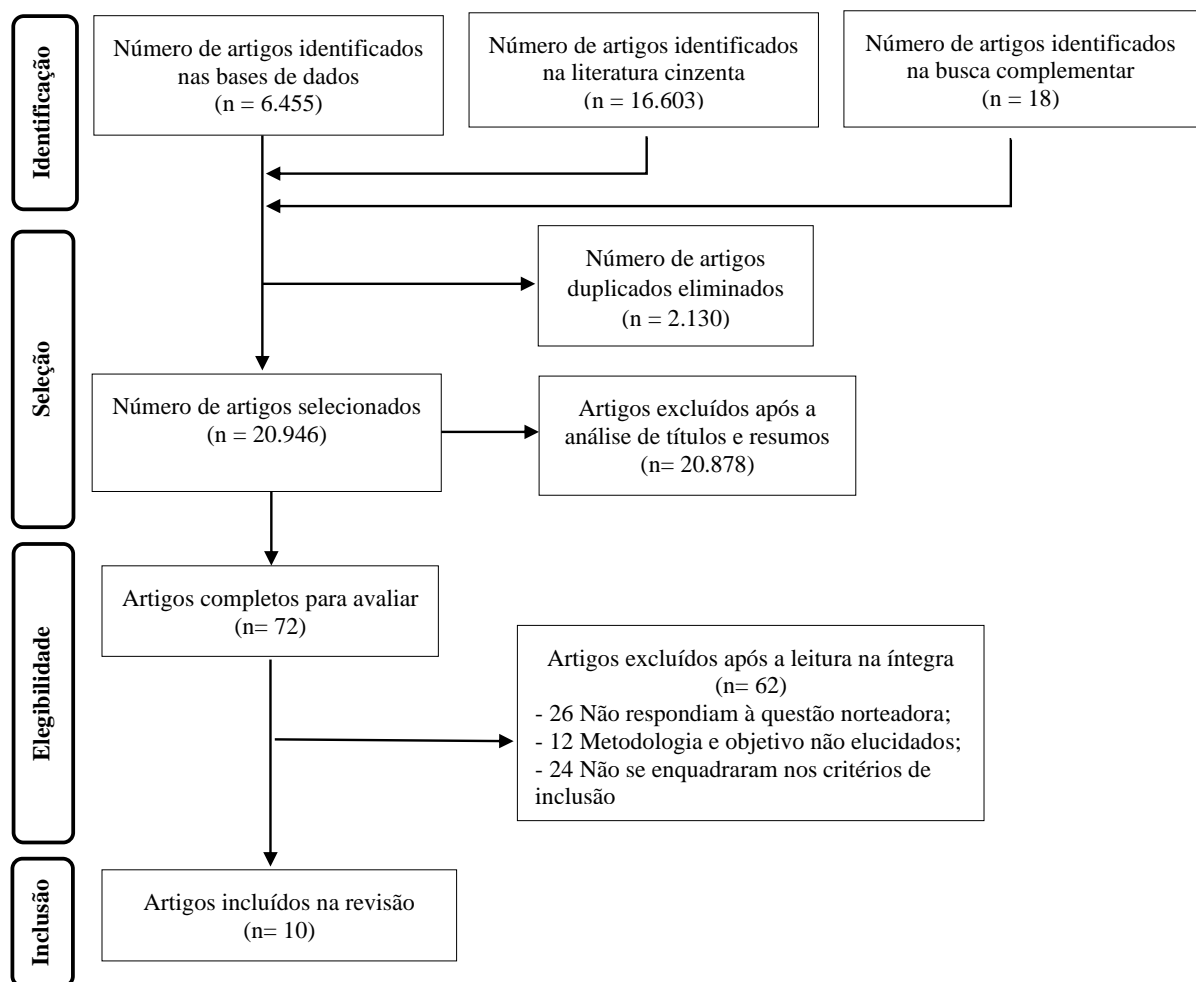 Identificação
Número de artigos identificados
nas bases de dados
(n = 6.455)
Número de artigos identificados
na literatura cinzenta
(n = 16.603)
Número de artigos identificados
na busca complementar
(n = 18)
Seleção
Número de artigos
duplicados eliminados
(n = 2.130)
Número de artigos selecionados
(n = 20.946)
Artigos excluídos após a
análise de títulos e resumos
(n= 20.878)
Elegibilidade
Artigos completos para avaliar
(n= 72)
Artigos excluídos após a leitura na íntegra
(n= 62)
- 26 Não respondiam à questão norteadora;
- 12 Metodologia e objetivo não elucidados;
- 24 Não se enquadraram nos critérios de
inclusão
Inclusão
Artigos incluídos na revisão
(n= 10)